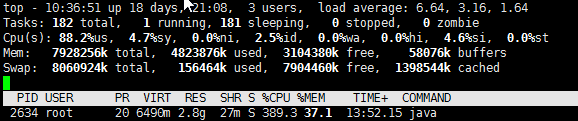 top - 10:36:51 up 18 days, 21:08,  3 users,  load average: 6.64, 3.16, 1.64
Tasks: 182 total,   1 running, 181 sleeping,   0 stopped,   0 zombie
Cpu(s): 88.2%us,  4.7%sy,  0.0%ni,  2.5%id,  0.0%wa,  0.0%hi,  4.6%si,  0.0%st
Mem:   7928256k total,  4823876k used,  3104380k free,    58076k buffers
Swap:  8060924k total,   156464k used,  7904460k free,  1398544k cached
PID USER      PR  VIRT  RES  SHR S %CPU %MEM    TIME+  COMMAND
2634 root      20 6490m 2.8g  27m S 389.3 37.1  13:52.15 java